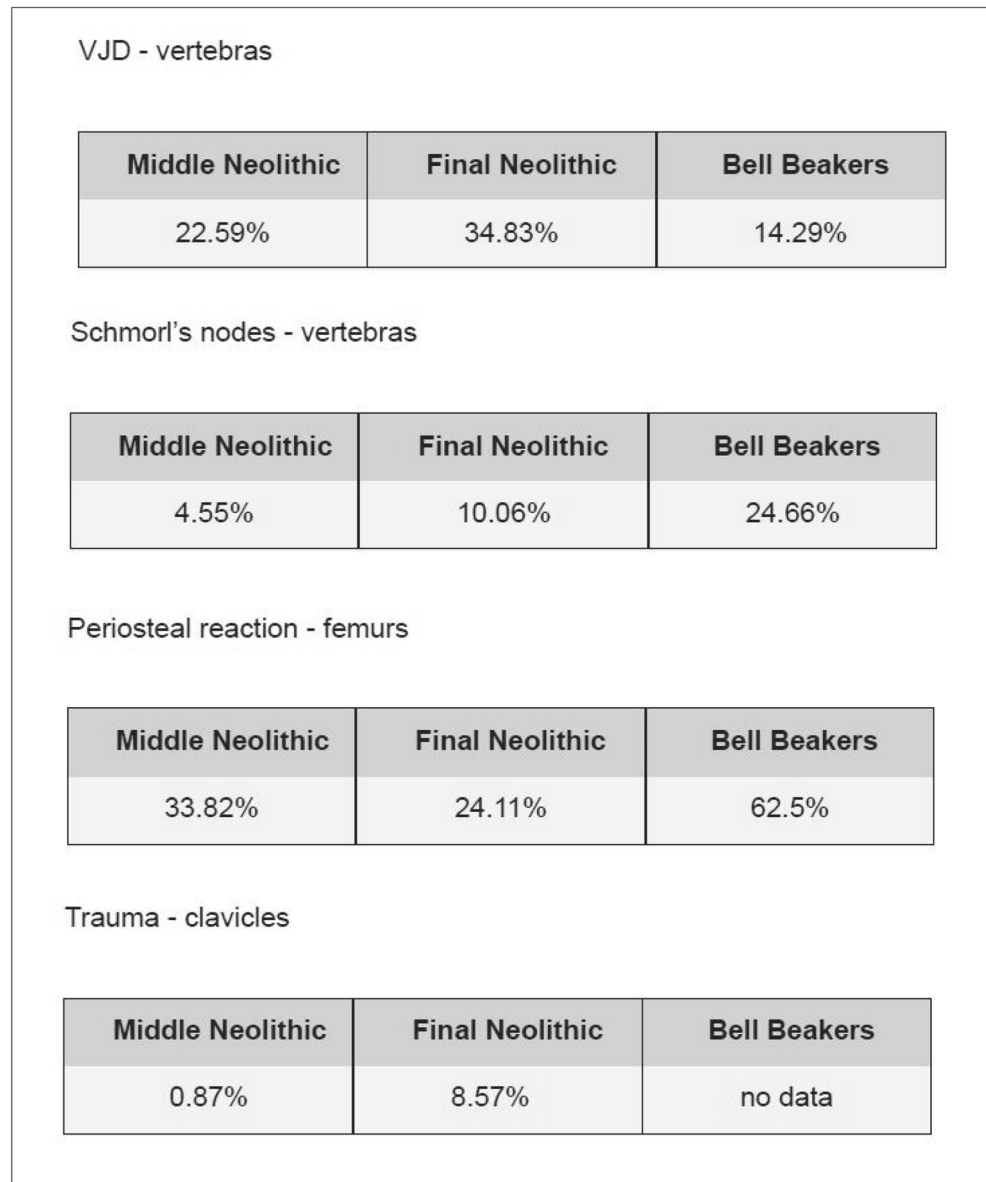 VJD - vertebras
Middle Neolithic Final Neolithic Bell Beakers
22.59% 34.83% 14.29%
Schmorl's nodes - vertebras
Middle Neolithic Final Neolithic Bell Beakers
4.55% 10.06% 24.66%
Periosteal reaction - femurs
Middle Neolithic Final Neolithic Bell Beakers
33.82% 24.11% 62.5%
Trauma - clavicles
Middle Neolithic Final Neolithic Bell Beakers
0.87% 8.57% no data